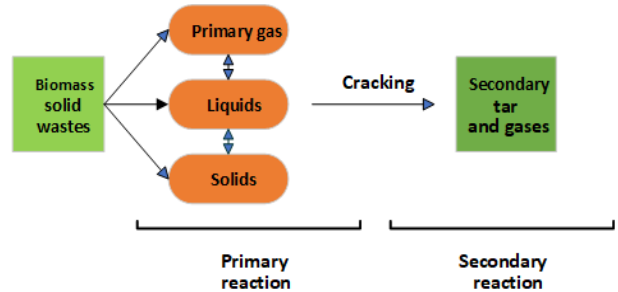 Primary gas
Biomass
solid
wastes
Liquids
Cracking
Secondary
tar
and gases
Solids
Primary
reaction
Secondary
reaction